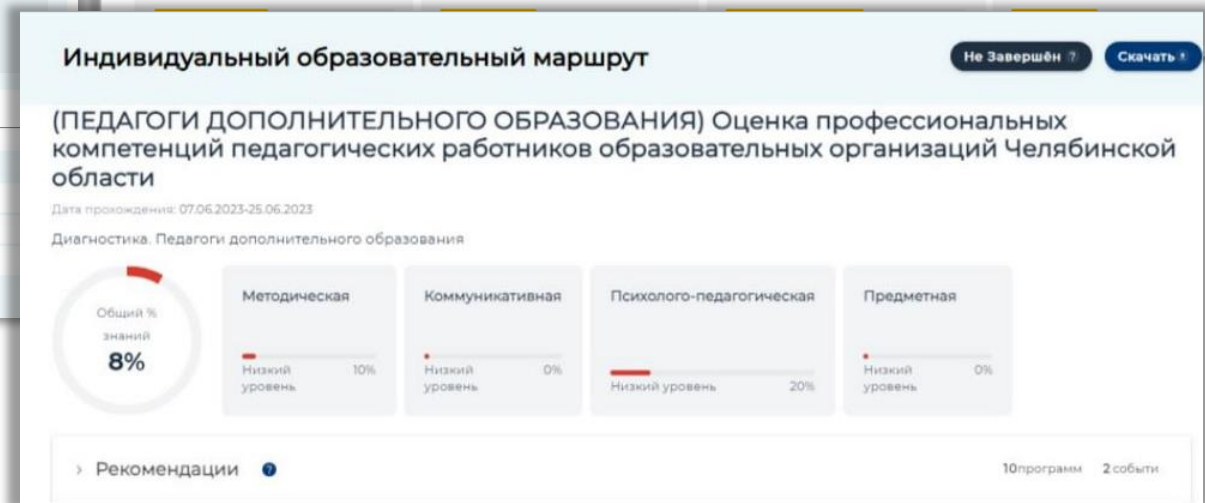 Индивидуальный образовательный маршрут
Не Завершён ?
Скачать
(ПЕДАГОГИ ДОПОЛНИТЕЛЬНОГО ОБРАЗОВАНИЯ) Оценка профессиональных
компетенций педагогических работников образовательных организаций Челябинской
области
Дата прохождения: 07.06.2023-25.06.2023
Диагностика. Педагоги дополнительного образования
Общий %
знаний
8%
Методическая
Низкий
уровень
10%
Коммуникативная
Низкий
уровень
0%
Психолого-педагогическая
Низкий уровень 20%
Предметная
Низкий
уровень
0%
› Рекомендации ?
10программ 2 событи